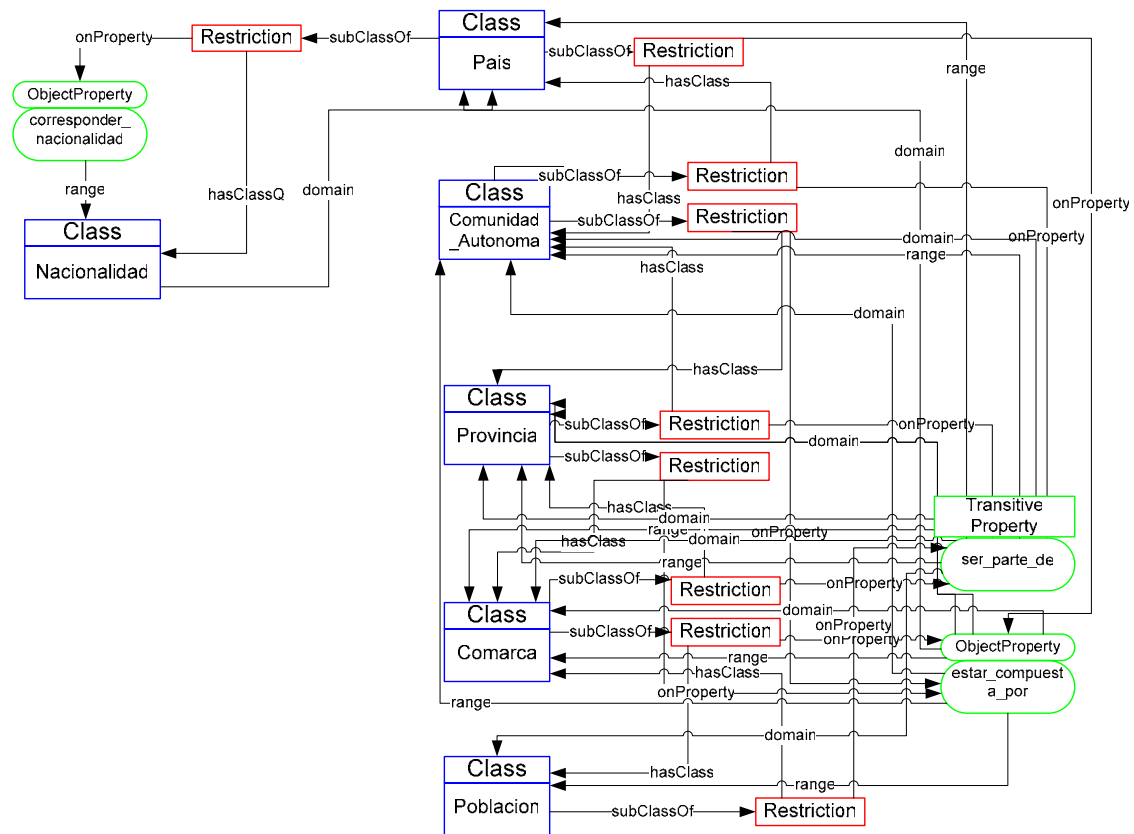 Class
onProperty
Restriction
subClassOf
subClassOf
Restriction
Pais
range
hasClass
ObjectProperty
corresponder_
nacionalidad
domain
subClassOf
Restriction
range
hasClassQ
domain
Class
hasClass
onProperty
Class
Comunidad
_Autonoma
subClassOf
Restriction
domain
onProperty
range
Nacionalidad
hasClass
domain
hasClass
Class
Provincia
subClassOf
Restriction
onProperty
domain
subClassOf
Restriction
Transitive
Property
hasClass
domain
range
onProperty
hasClass
domain
range
ser_parte_de
subClassOf
Restriction
onProperty
Class
domain
subClassOf
Restriction
onProperty
onProperty
ObjectProperty
Comarca
range
hasClass
estar_compuest
a_por
onProperty
range
domain
Class
hasClass
range
Poblacion
subClassOf
Restriction